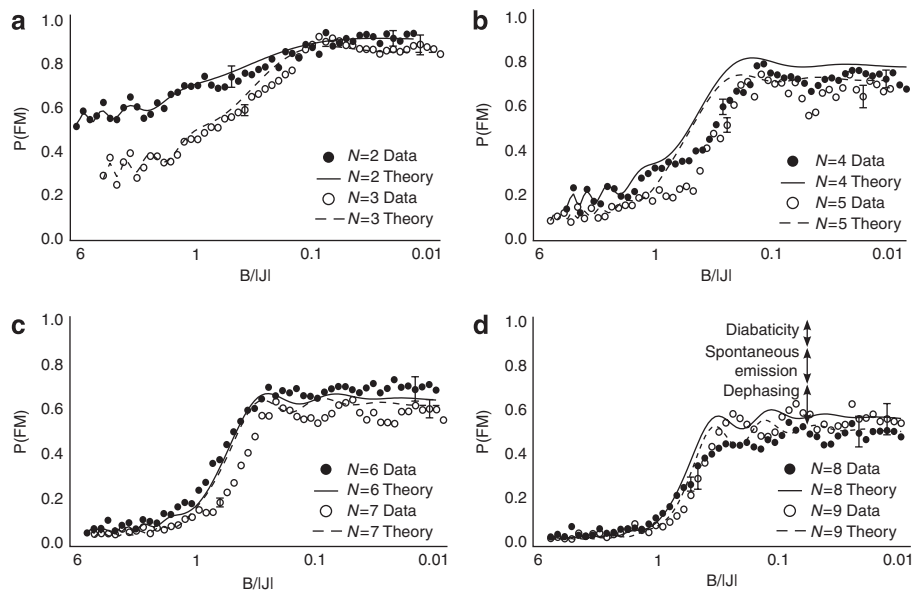 a
1.0
0.8
0.6
0.4
0.2
0.0
P(FM)
N=2 Data
N=2 Theory
N=3 Data
N=3 Theory
6
1
0.1
0.01
B/|J|
b
1.0
0.8
0.6
0.4
0.2
0.0
P(FM)
N=4 Data
N=4 Theory
N=5 Data
N=5 Theory
6
1
0.1
0.01
B/|J|
c
1.0
0.8
0.6
0.4
0.2
0.0
P(FM)
N=6 Data
N=6 Theory
N=7 Data
N=7 Theory
6
1
0.1
0.01
B/|J|
d
1.0
0.8
0.6
0.4
0.2
0.0
P(FM)
Diabaticity
Spontaneous
emission
Dephasing
N=8 Data
N=8 Theory
N=9 Data
N=9 Theory
6
1
0.1
0.01
B/|J|